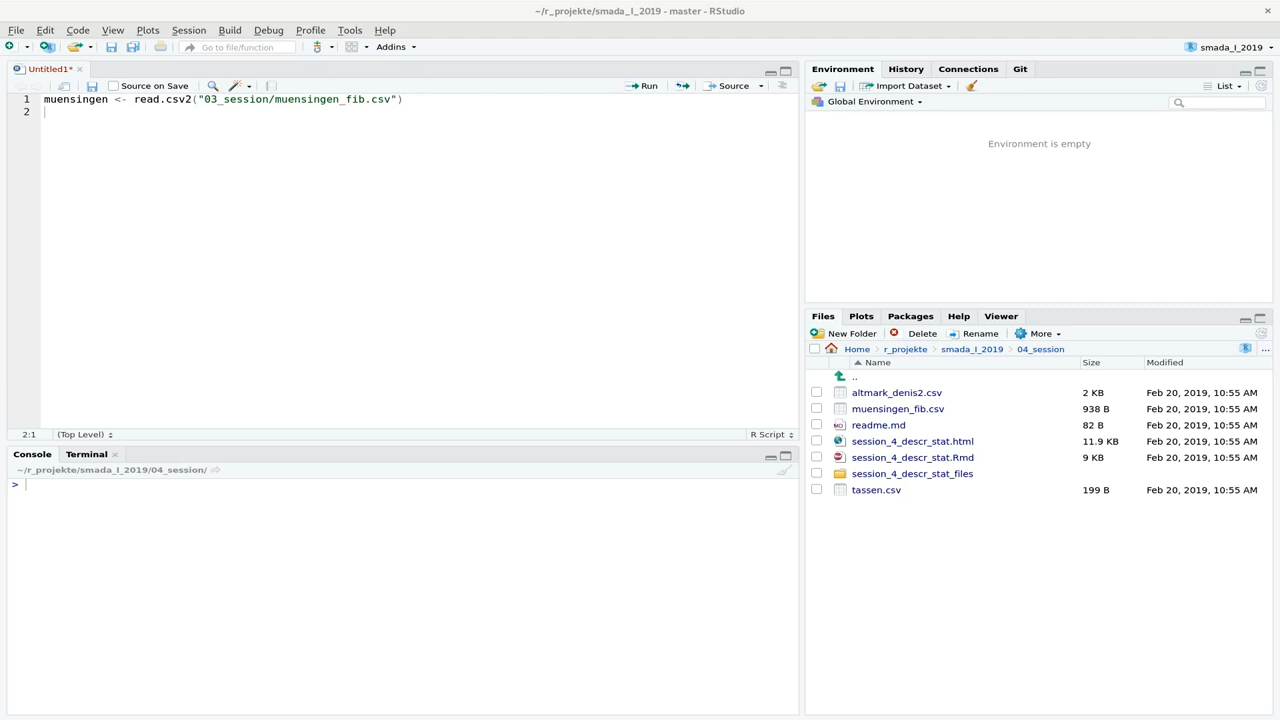 ~/r_projekte/smada_I_2019 - master - RStudio
File Edit Code View Plots Session Build Debug Profile Tools Help
Go to file/function Addins smada_I_2019
Untitled1*
Source on Save Run Source
1 muensingen <- read.csv2("03_session/muensingen_fib.csv")
2
2:1 (Top Level) R Script
Console Terminal
~/r_projekte/smada_I_2019/04_session/
>
Environment History Connections Git
Import Dataset List
Global Environment
Environment is empty
Files Plots Packages Help Viewer
New Folder Delete Rename More
Home r_projekte smada_I_2019 04_session ...
Name Size Modified
..
altmark_denis2.csv 2 KB Feb 20, 2019, 10:55 AM
muensingen_fib.csv 938 B Feb 20, 2019, 10:55 AM
readme.md 82 B Feb 20, 2019, 10:55 AM
session_4_descr_stat.html 11.9 KB Feb 20, 2019, 10:55 AM
session_4_descr_stat.Rmd 9 KB Feb 20, 2019, 10:55 AM
session_4_descr_stat_files
tassen.csv 199 B Feb 20, 2019, 10:55 AM